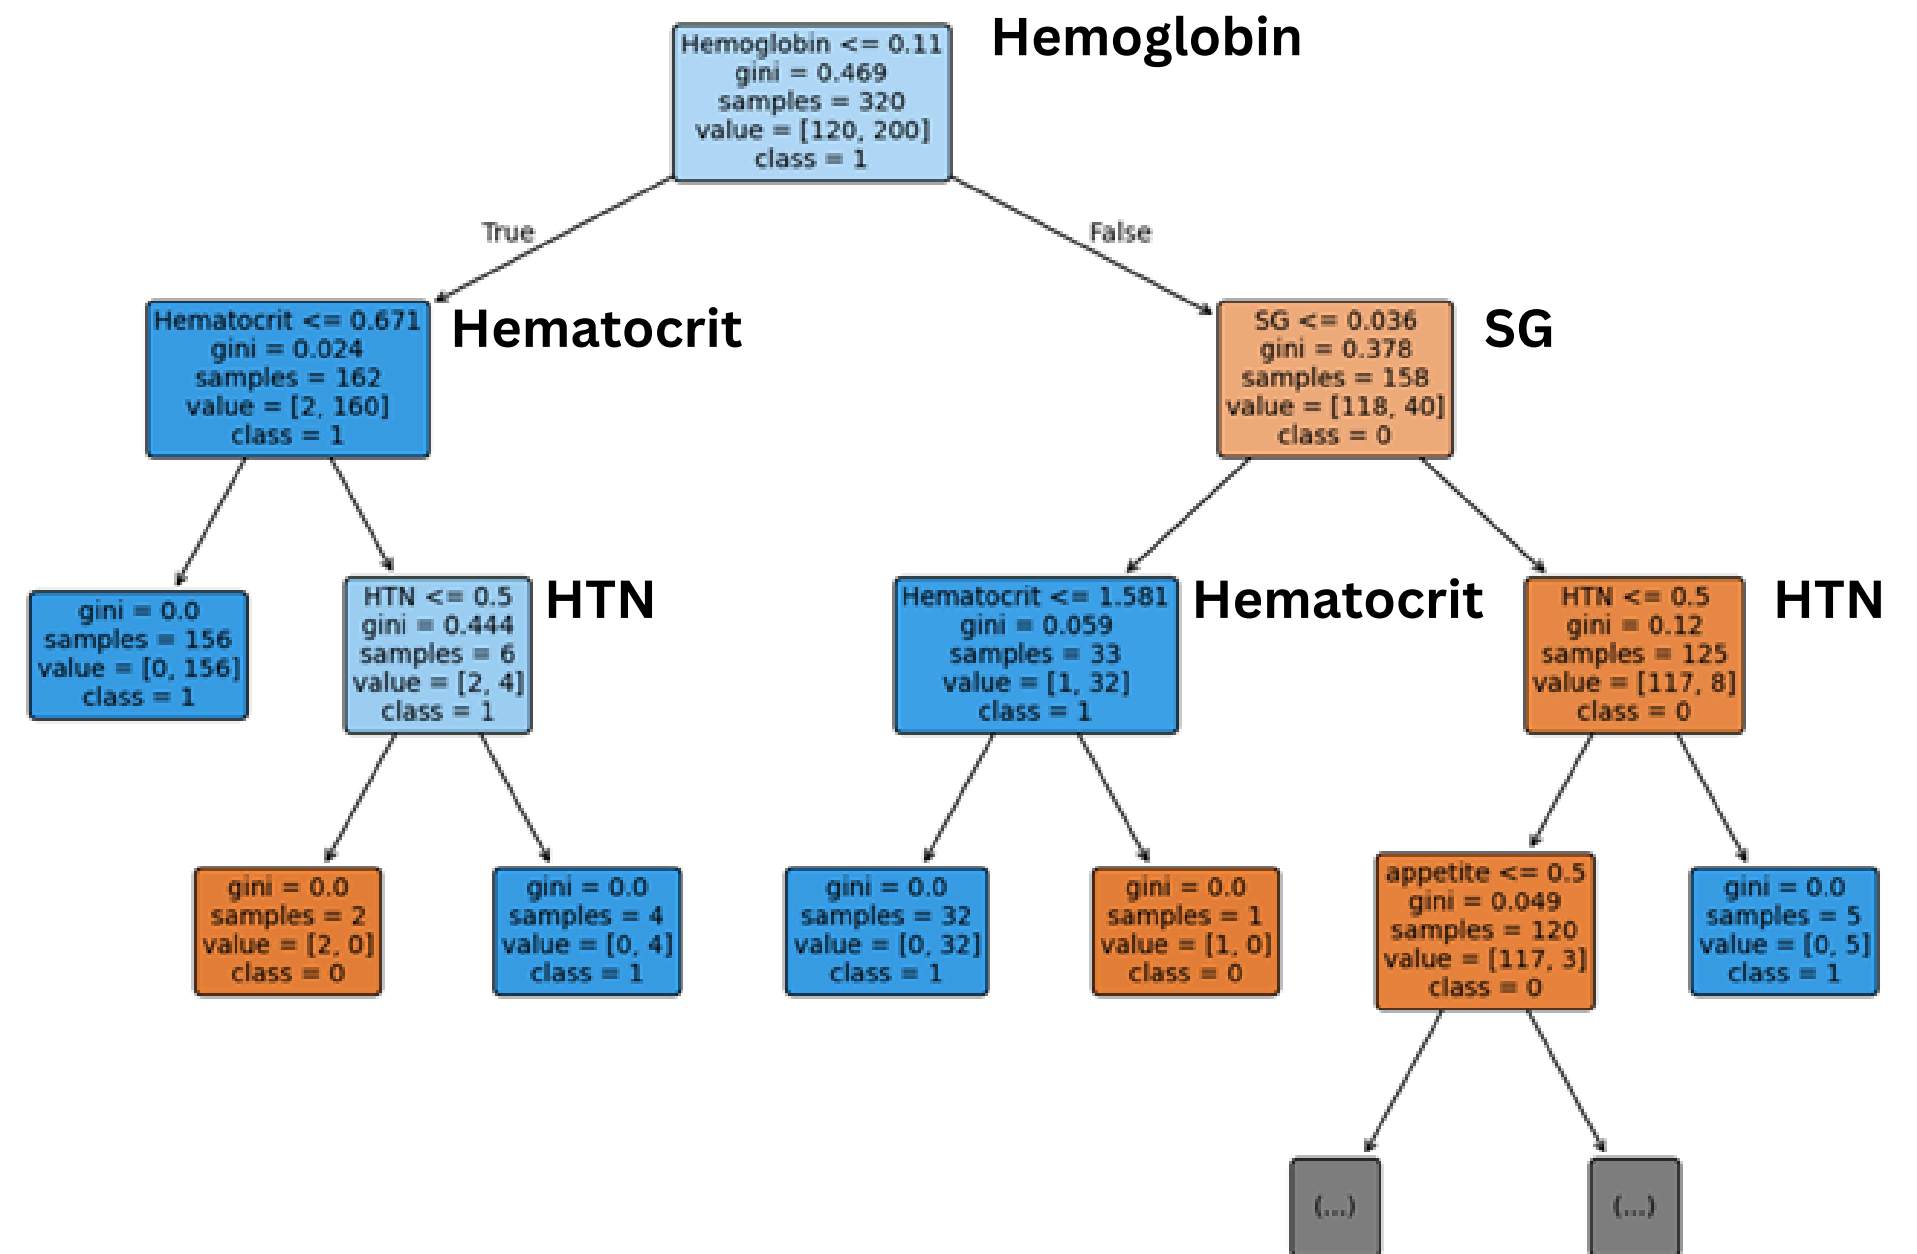 Hemoglobin <= 0.11
gini = 0.469
samples = 320
value = [120, 200]
class = 1
Hemoglobin
True
False
Hematocrit <= 0.671
gini = 0.024
samples = 162
value = [2, 160]
class = 1
Hematocrit
SG <= 0.036
gini = 0.378
samples = 158
value = [118, 40]
class = 0
SG
gini = 0.0
samples = 156
value = [0, 156]
class = 1
HTN <= 0.5
gini = 0.444
samples = 6
value = [2, 4]
class = 1
HTN
Hematocrit <= 1.581
gini = 0.059
samples = 33
value = [1, 32]
class = 1
Hematocrit
HTN <= 0.5
gini = 0.12
samples = 125
value = [117, 8]
class = 0
HTN
gini = 0.0
samples = 2
value = [2, 0]
class = 0
gini = 0.0
samples = 4
value = [0, 4]
class = 1
gini = 0.0
samples = 32
value = [0, 32]
class = 1
gini = 0.0
samples = 1
value = [1, 0]
class = 0
appetite <= 0.5
gini = 0.049
samples = 120
value = [117, 3]
class = 0
gini = 0.0
samples = 5
value = [0, 5]
class = 1
(...)
(...)